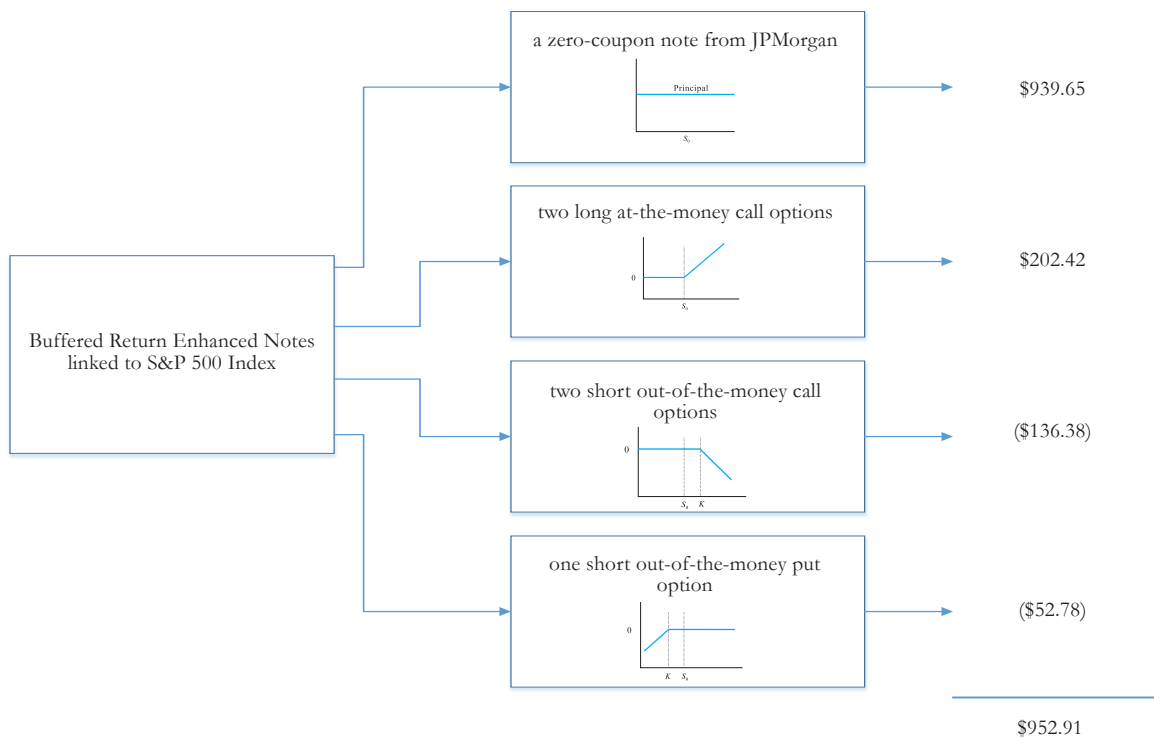 a zero-coupon note from JPMorgan
Principal
S₀
$939.65
two long at-the-money call options
0
S₀
$202.42
Buffered Return Enhanced Notes
linked to S&P 500 Index
two short out-of-the-money call
options
0
S₀ K
($136.38)
one short out-of-the-money put
option
0
K S₀
($52.78)
$952.91